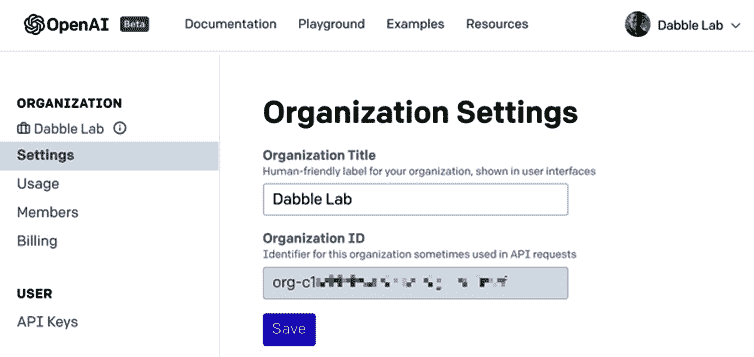 OpenAI Beta Documentation Playground Examples Resources Dabble Lab
ORGANIZATION
Dabble Lab
Settings
Usage
Members
Billing
USER
API Keys
Organization Settings
Organization Title
Human-friendly label for your organization, shown in user interfaces
Dabble Lab
Organization ID
Identifier for this organization sometimes used in API requests
org-c1
Save